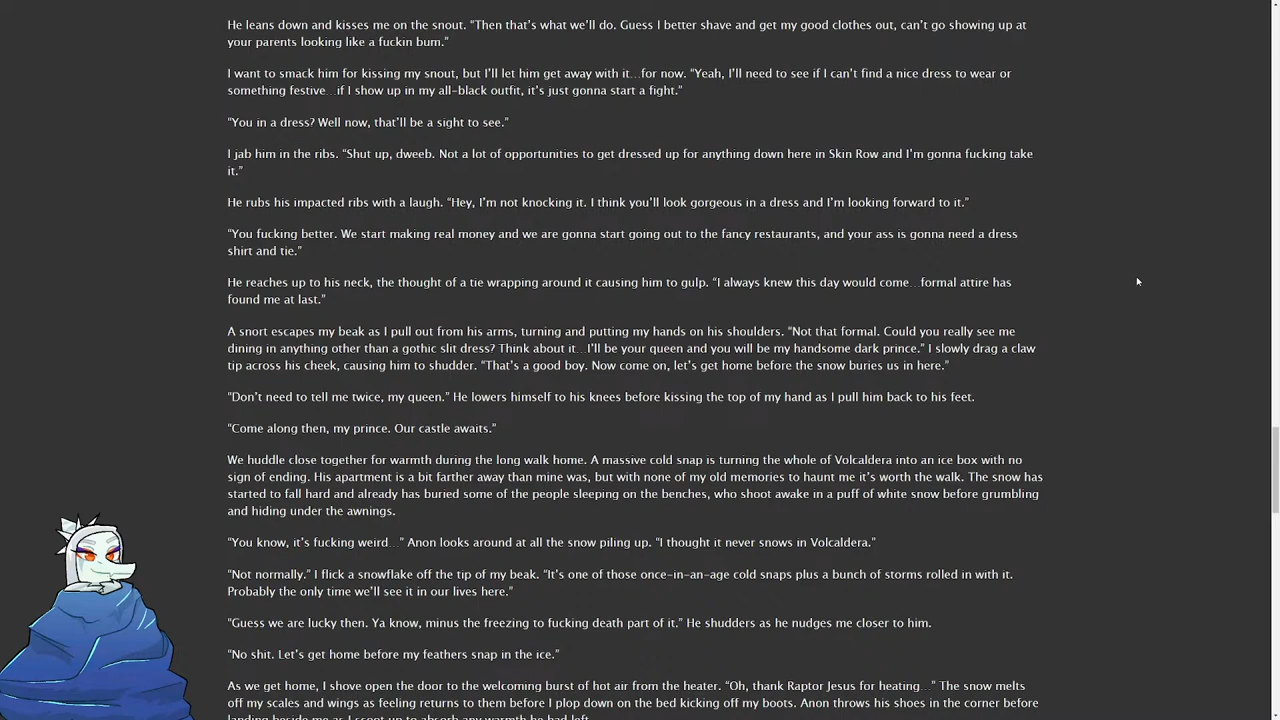 He leans down and kisses me on the snout. “Then that’s what we’ll do. Guess I better shave and get my good clothes out, can’t go showing up at
your parents looking like a fuckin bum.”
I want to smack him for kissing my snout, but I’ll let him get away with it…for now. “Yeah, I’ll need to see if I can’t find a nice dress to wear or
something festive…if I show up in my all-black outfit, it’s just gonna start a fight.”
“You in a dress? Well now, that’ll be a sight to see.”
I jab him in the ribs. “Shut up, dweeb. Not a lot of opportunities to get dressed up for anything down here in Skin Row and I’m gonna fucking take
it.”
He rubs his impacted ribs with a laugh. “Hey, I’m not knocking it. I think you’ll look gorgeous in a dress and I’m looking forward to it.”
“You fucking better. We start making real money and we are gonna start going out to the fancy restaurants, and your ass is gonna need a dress
shirt and tie.”
He reaches up to his neck, the thought of a tie wrapping around it causing him to gulp. “I always knew this day would come…formal attire has
found me at last.”
A snort escapes my beak as I pull out from his arms, turning and putting my hands on his shoulders. “Not that formal. Could you really see me
dining in anything other than a gothic slit dress? Think about it…I’ll be your queen and you will be my handsome dark prince.” I slowly drag a claw
tip across his cheek, causing him to shudder. “That’s a good boy. Now come on, let’s get home before the snow buries us in here.”
“Don’t need to tell me twice, my queen.” He lowers himself to his knees before kissing the top of my hand as I pull him back to his feet.
“Come along then, my prince. Our castle awaits.”
We huddle close together for warmth during the long walk home. A massive cold snap is turning the whole of Volcaldera into an ice box with no
sign of ending. His apartment is a bit farther away than mine was, but with none of my old memories to haunt me it’s worth the walk. The snow has
started to fall hard and already has buried some of the people sleeping on the benches, who shoot awake in a puff of white snow before grumbling
and hiding under the awnings.
“You know, it’s fucking weird…” Anon looks around at all the snow piling up. “I thought it never snows in Volcaldera.”
“Not normally.” I flick a snowflake off the tip of my beak. “It’s one of those once-in-an-age cold snaps plus a bunch of storms rolled in with it.
Probably the only time we’ll see it in our lives here.”
“Guess we are lucky then. Ya know, minus the freezing to fucking death part of it.” He shudders as he nudges me closer to him.
“No shit. Let’s get home before my feathers snap in the ice.”
As we get home, I shove open the door to the welcoming burst of hot air from the heater. “Oh, thank Raptor Jesus for heating…” The snow melts
off my scales and wings as feeling returns to them before I plop down on the bed kicking off my boots. Anon throws his shoes in the corner before
landing beside me as I scoot up to absorb any warmth he had left.